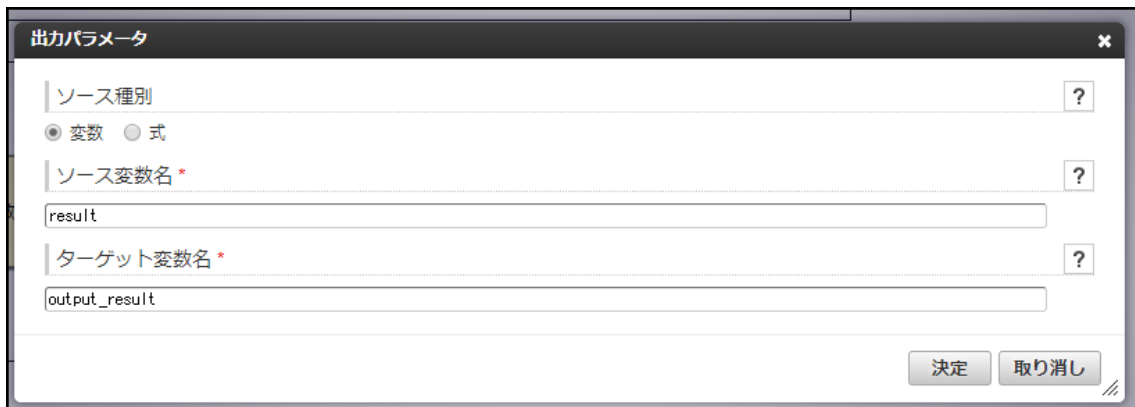 出力パラメータ
ソース種別
?
変数 式
ソース変数名 *
?
result
ターゲット変数名 *
?
output_result
決定 取り消し